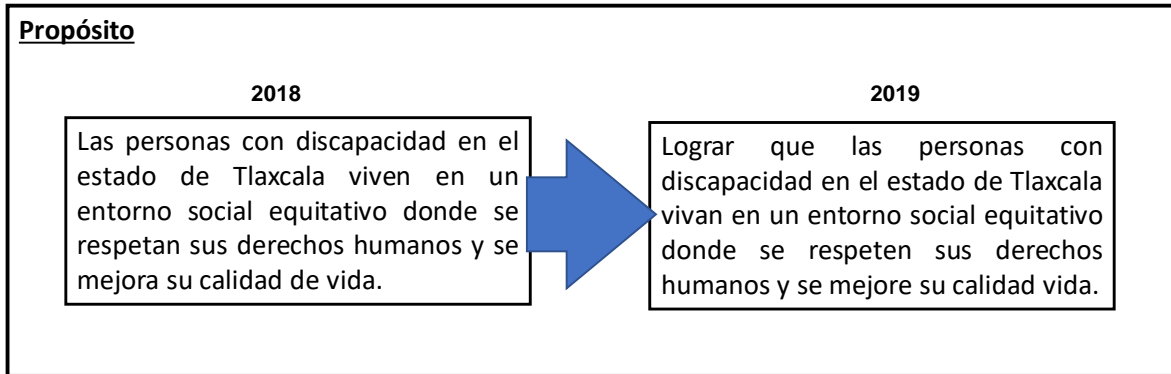 Propósito
2018
Las personas con discapacidad en el
estado de Tlaxcala viven en un
entorno social equitativo donde se
respetan sus derechos humanos y se
mejora su calidad de vida.
2019
Lograr que las personas con
discapacidad en el estado de Tlaxcala
vivan en un entorno social equitativo
donde se respeten sus derechos
humanos y se mejore su calidad vida.